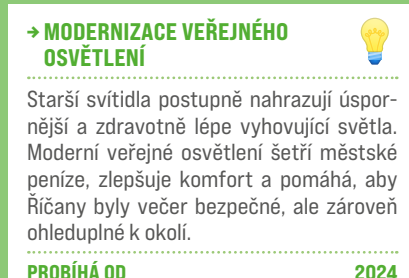 → MODERNIZACE VEŘEJNÉHO
OSVĚTLENÍ
Starší svítidla postupně nahrazují úspor-
nější a zdravotně lépe vyhovující světla.
Moderní veřejné osvětlení šetří městské
peníze, zlepšuje komfort a pomáhá, aby
Říčany byly večer bezpečné, ale zároveň
ohleduplné k okolí.
PROBÍHÁ OD 2024